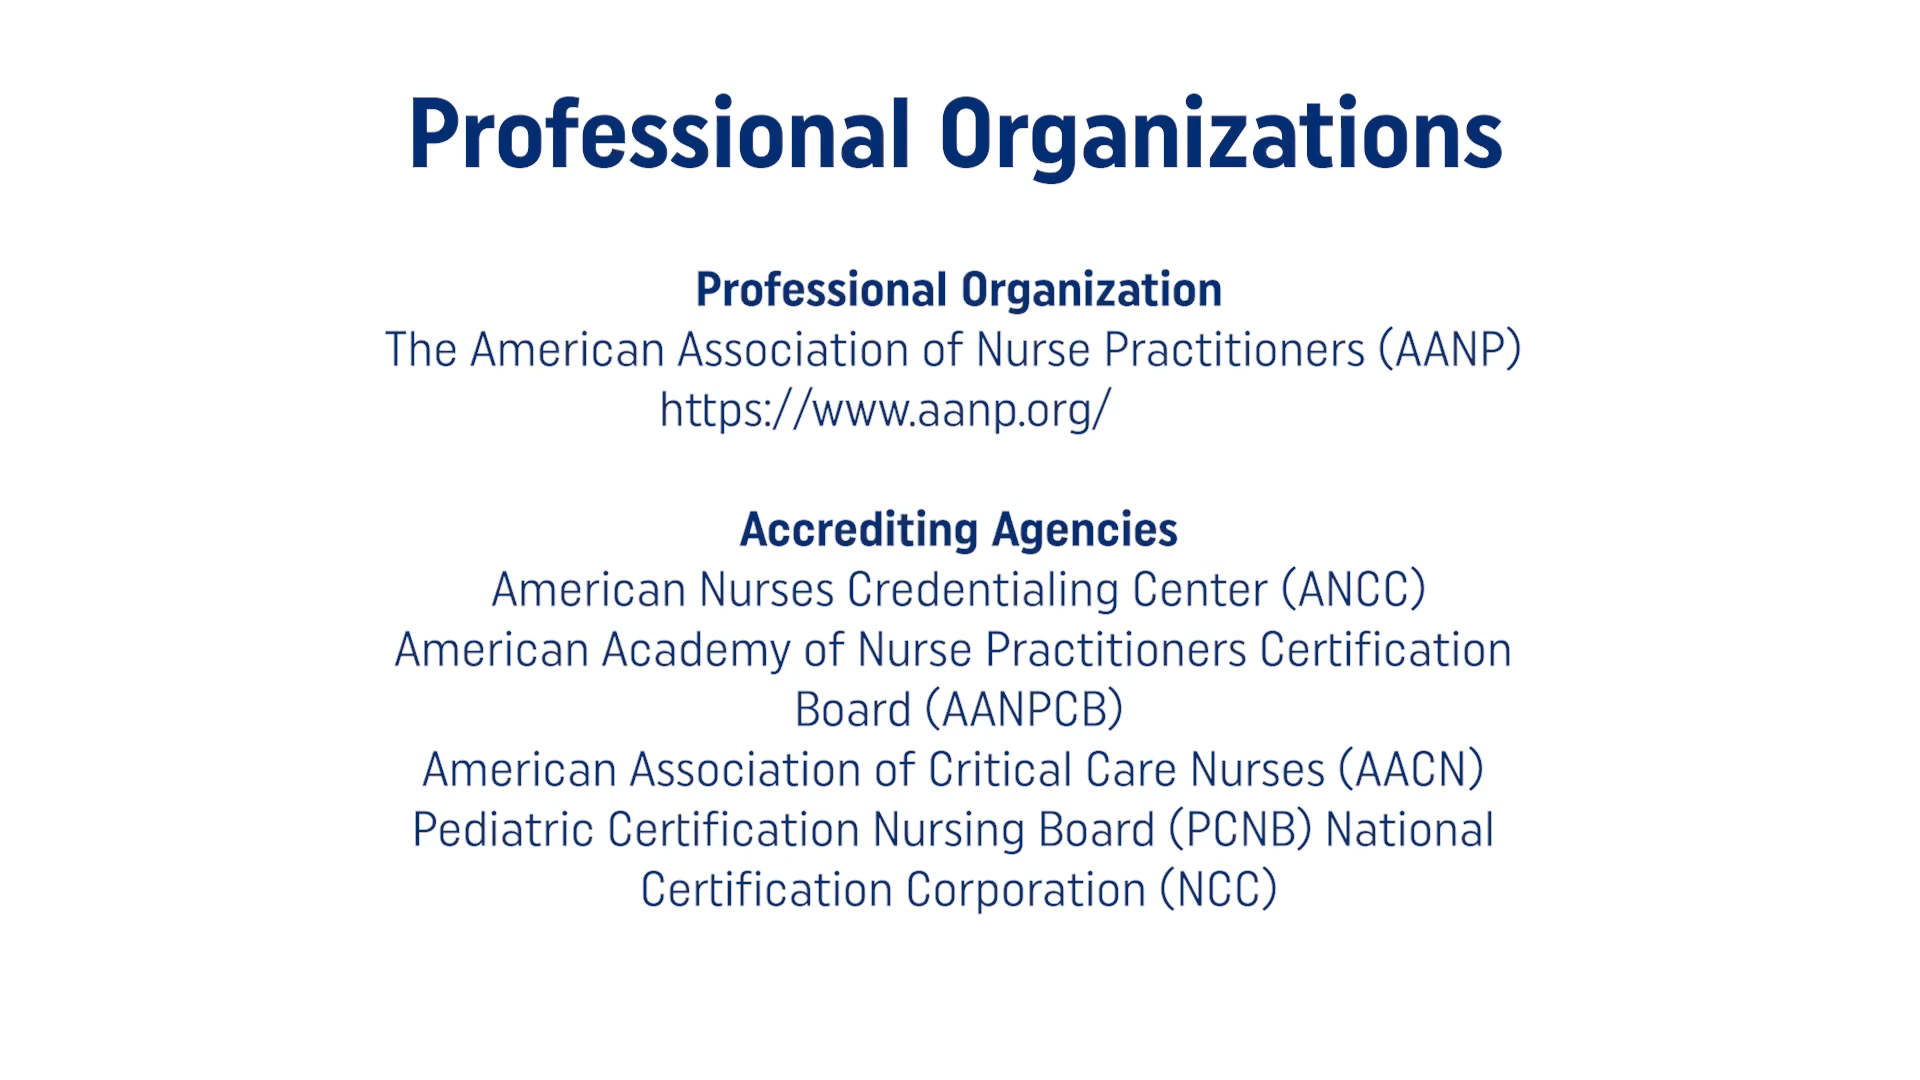 Professional Organizations
Professional Organization
The American Association of Nurse Practitioners (AANP)
https://www.aanp.org/
Accrediting Agencies
American Nurses Credentialing Center (ANCC)
American Academy of Nurse Practitioners Certification
Board (AANPCB)
American Association of Critical Care Nurses (AACN)
Pediatric Certification Nursing Board (PCNB) National
Certification Corporation (NCC)